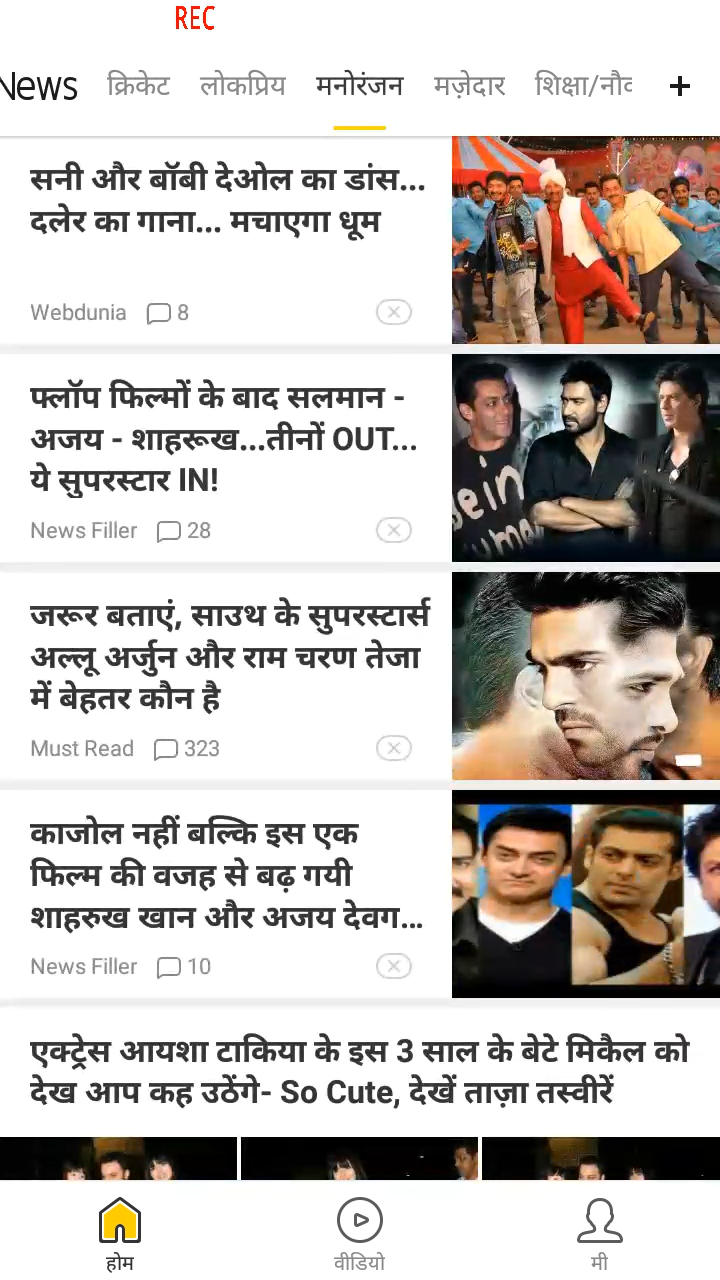 REC
News क्रिकेट लोकप्रिय मनोरंजन मज़ेदार शिक्षा/नौक +
सनी और बॉबी देओल का डांस...
दलेर का गाना... मचाएगा धूम
Webdunia 8
फ्लॉप फिल्मों के बाद सलमान -
अजय - शाहरूख...तीनों OUT...
ये सुपरस्टार IN!
News Filler 28
जरूर बताएं, साउथ के सुपरस्टार्स
अल्लू अर्जुन और राम चरण तेजा
में बेहतर कौन है
Must Read 323
काजोल नहीं बल्कि इस एक
फिल्म की वजह से बढ़ गयी
शाहरुख खान और अजय देवग...
News Filler 10
एक्ट्रेस आयशा टाकिया के इस 3 साल के बेटे मिकैल को
देख आप कह उठेंगे- So Cute, देखें ताज़ा तस्वीरें
होम वीडियो मी